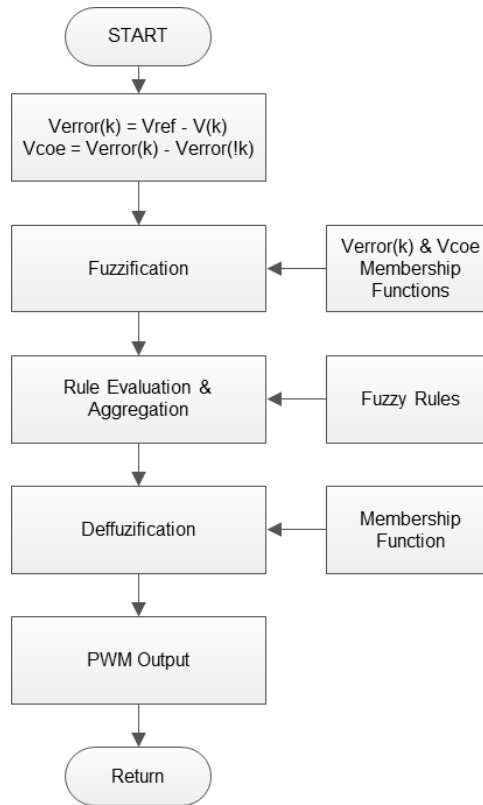 START
Verror(k) = Vref - V(k)
Vcoe = Verror(k) - Verror(!k)
Fuzzification
Verror(k) & Vcoe
Membership
Functions
Rule Evaluation &
Aggregation
Fuzzy Rules
Deffuzification
Membership
Function
PWM Output
Return